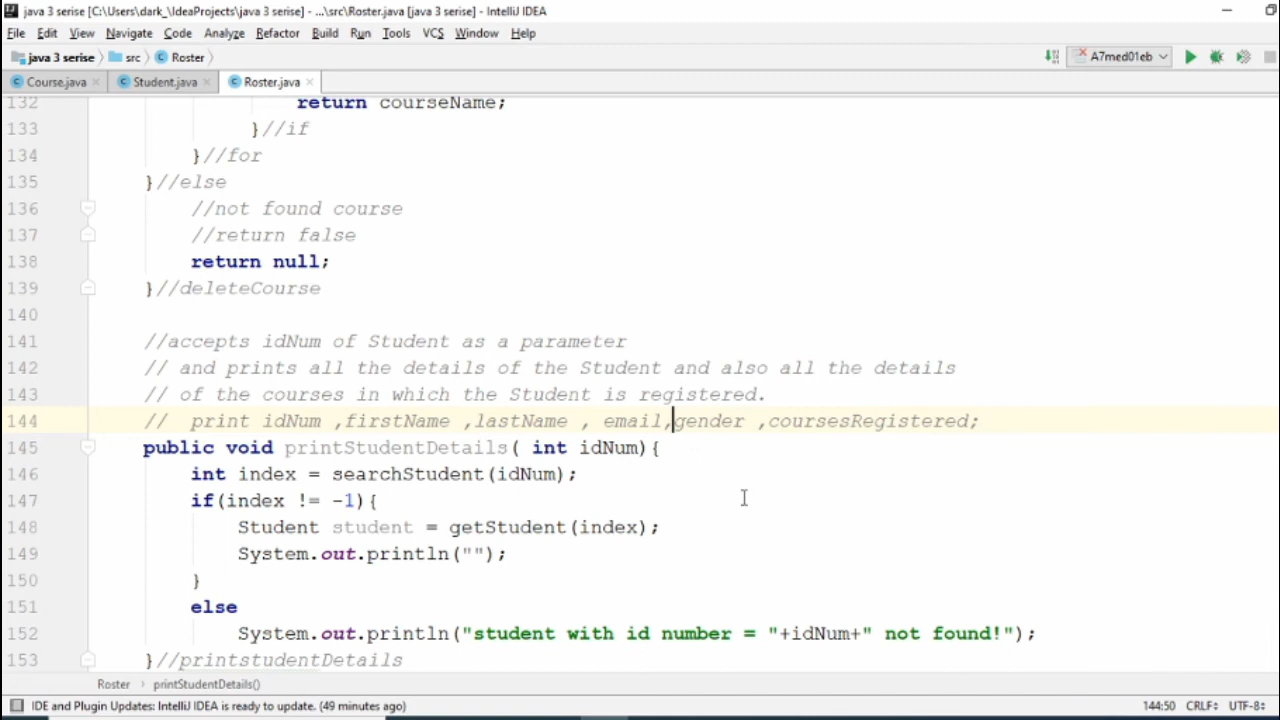 java 3 serise [C:\Users\dark_\IdeaProjects\java 3 serise] - ...\src\Roster.java [java 3 serise] - IntelliJ IDEA
File Edit View Navigate Code Analyze Refactor Build Run Tools VCS Window Help
java 3 serise src Roster A7med01eb
Course.java Student.java Roster.java
132 return courseName;
133 }//if
134 }//for
135 }//else
136 //not found course
137 //return false
138 return null;
139 }//deleteCourse
140
141 //accepts idNum of Student as a parameter
142 // and prints all the details of the Student and also all the details
143 // of the courses in which the Student is registered.
144 // print idNum ,firstName ,lastName , email,gender ,coursesRegistered;
145 public void printStudentDetails( int idNum){
146 int index = searchStudent(idNum);
147 if(index != -1){
148 Student student = getStudent(index);
149 System.out.println("");
150 }
151 else
152 System.out.println("student with id number = "+idNum+" not found!");
153 }//printstudentDetails
Roster printStudentDetails()
IDE and Plugin Updates: IntelliJ IDEA is ready to update. (49 minutes ago) 144:50 CRLF UTF-8